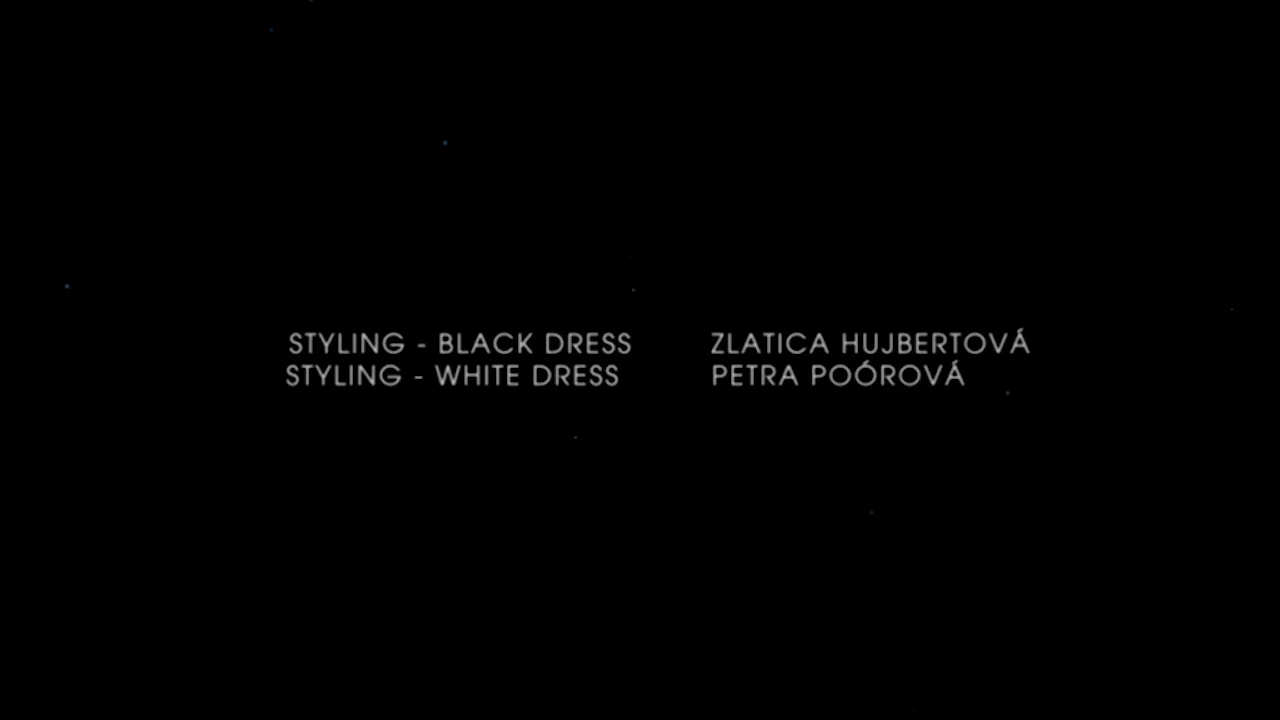 STYLING - BLACK DRESS ZLATICA HUJBERTOVÁ
STYLING - WHITE DRESS PETRA POÓROVÁ